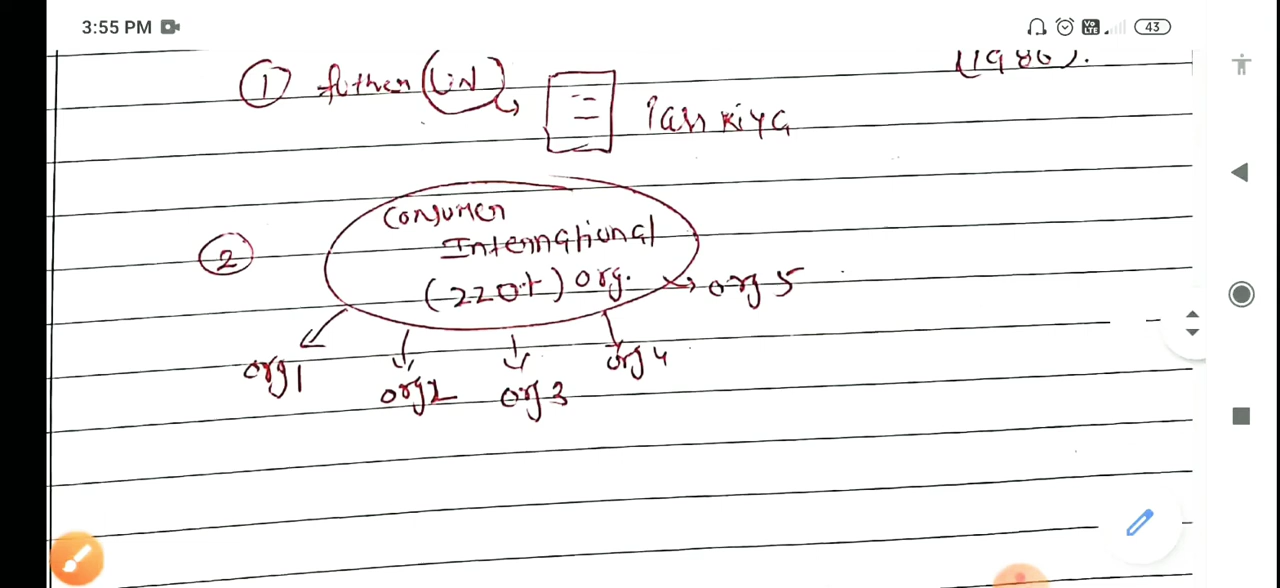 3:55 PM
43
(1986).
① (UN)
Pass Kiya
②
Consumer
International
(220+) org.
org 5
org 1
org 2
org 3
org 4